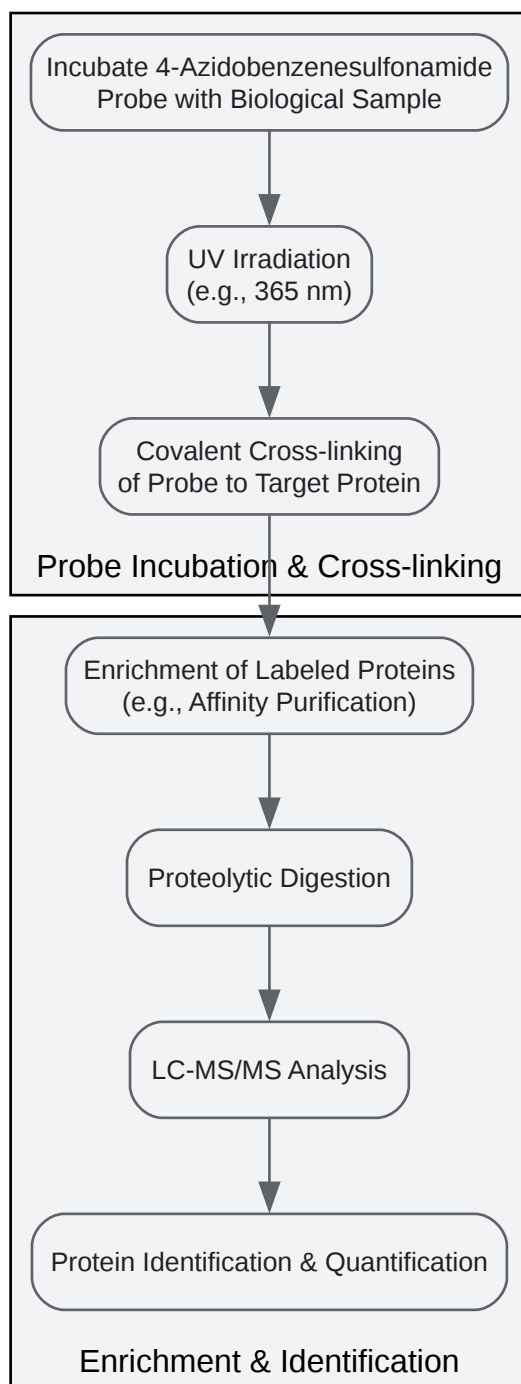 Incubate 4-Azidobenzenesulfonamide
Probe with Biological Sample
UV Irradiation
(e.g., 365 nm)
Covalent Cross-linking
of Probe to Target Protein
Probe Incubation & Cross-linking
Enrichment of Labeled Proteins
(e.g., Affinity Purification)
Proteolytic Digestion
LC-MS/MS Analysis
Protein Identification & Quantification
Enrichment & Identification